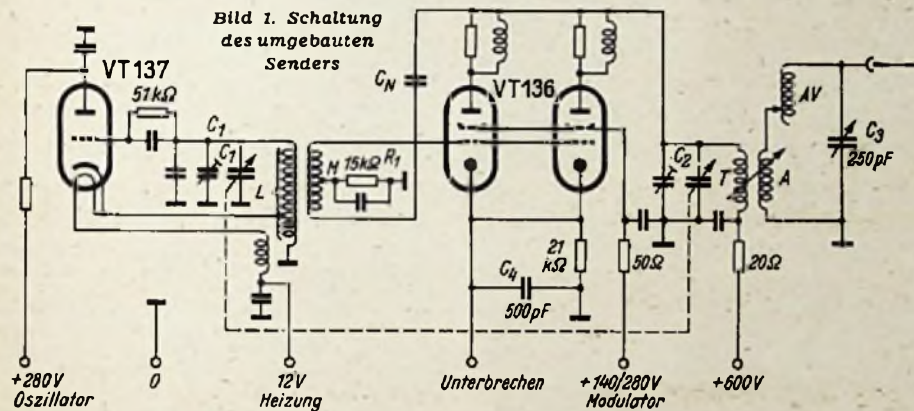 Bild 1. Schaltung
des umgebauten
Senders
VT137
51kΩ
C1
C1
L
M
15kΩ
R1
CN
VT136
C2
T
A
AV
C3
250pF
21
kΩ
C4
500pF
50Ω
20Ω
+280V
Oszillator
0
12V
Heizung
Unterbrechen
+140/280V
Modulator
+600V